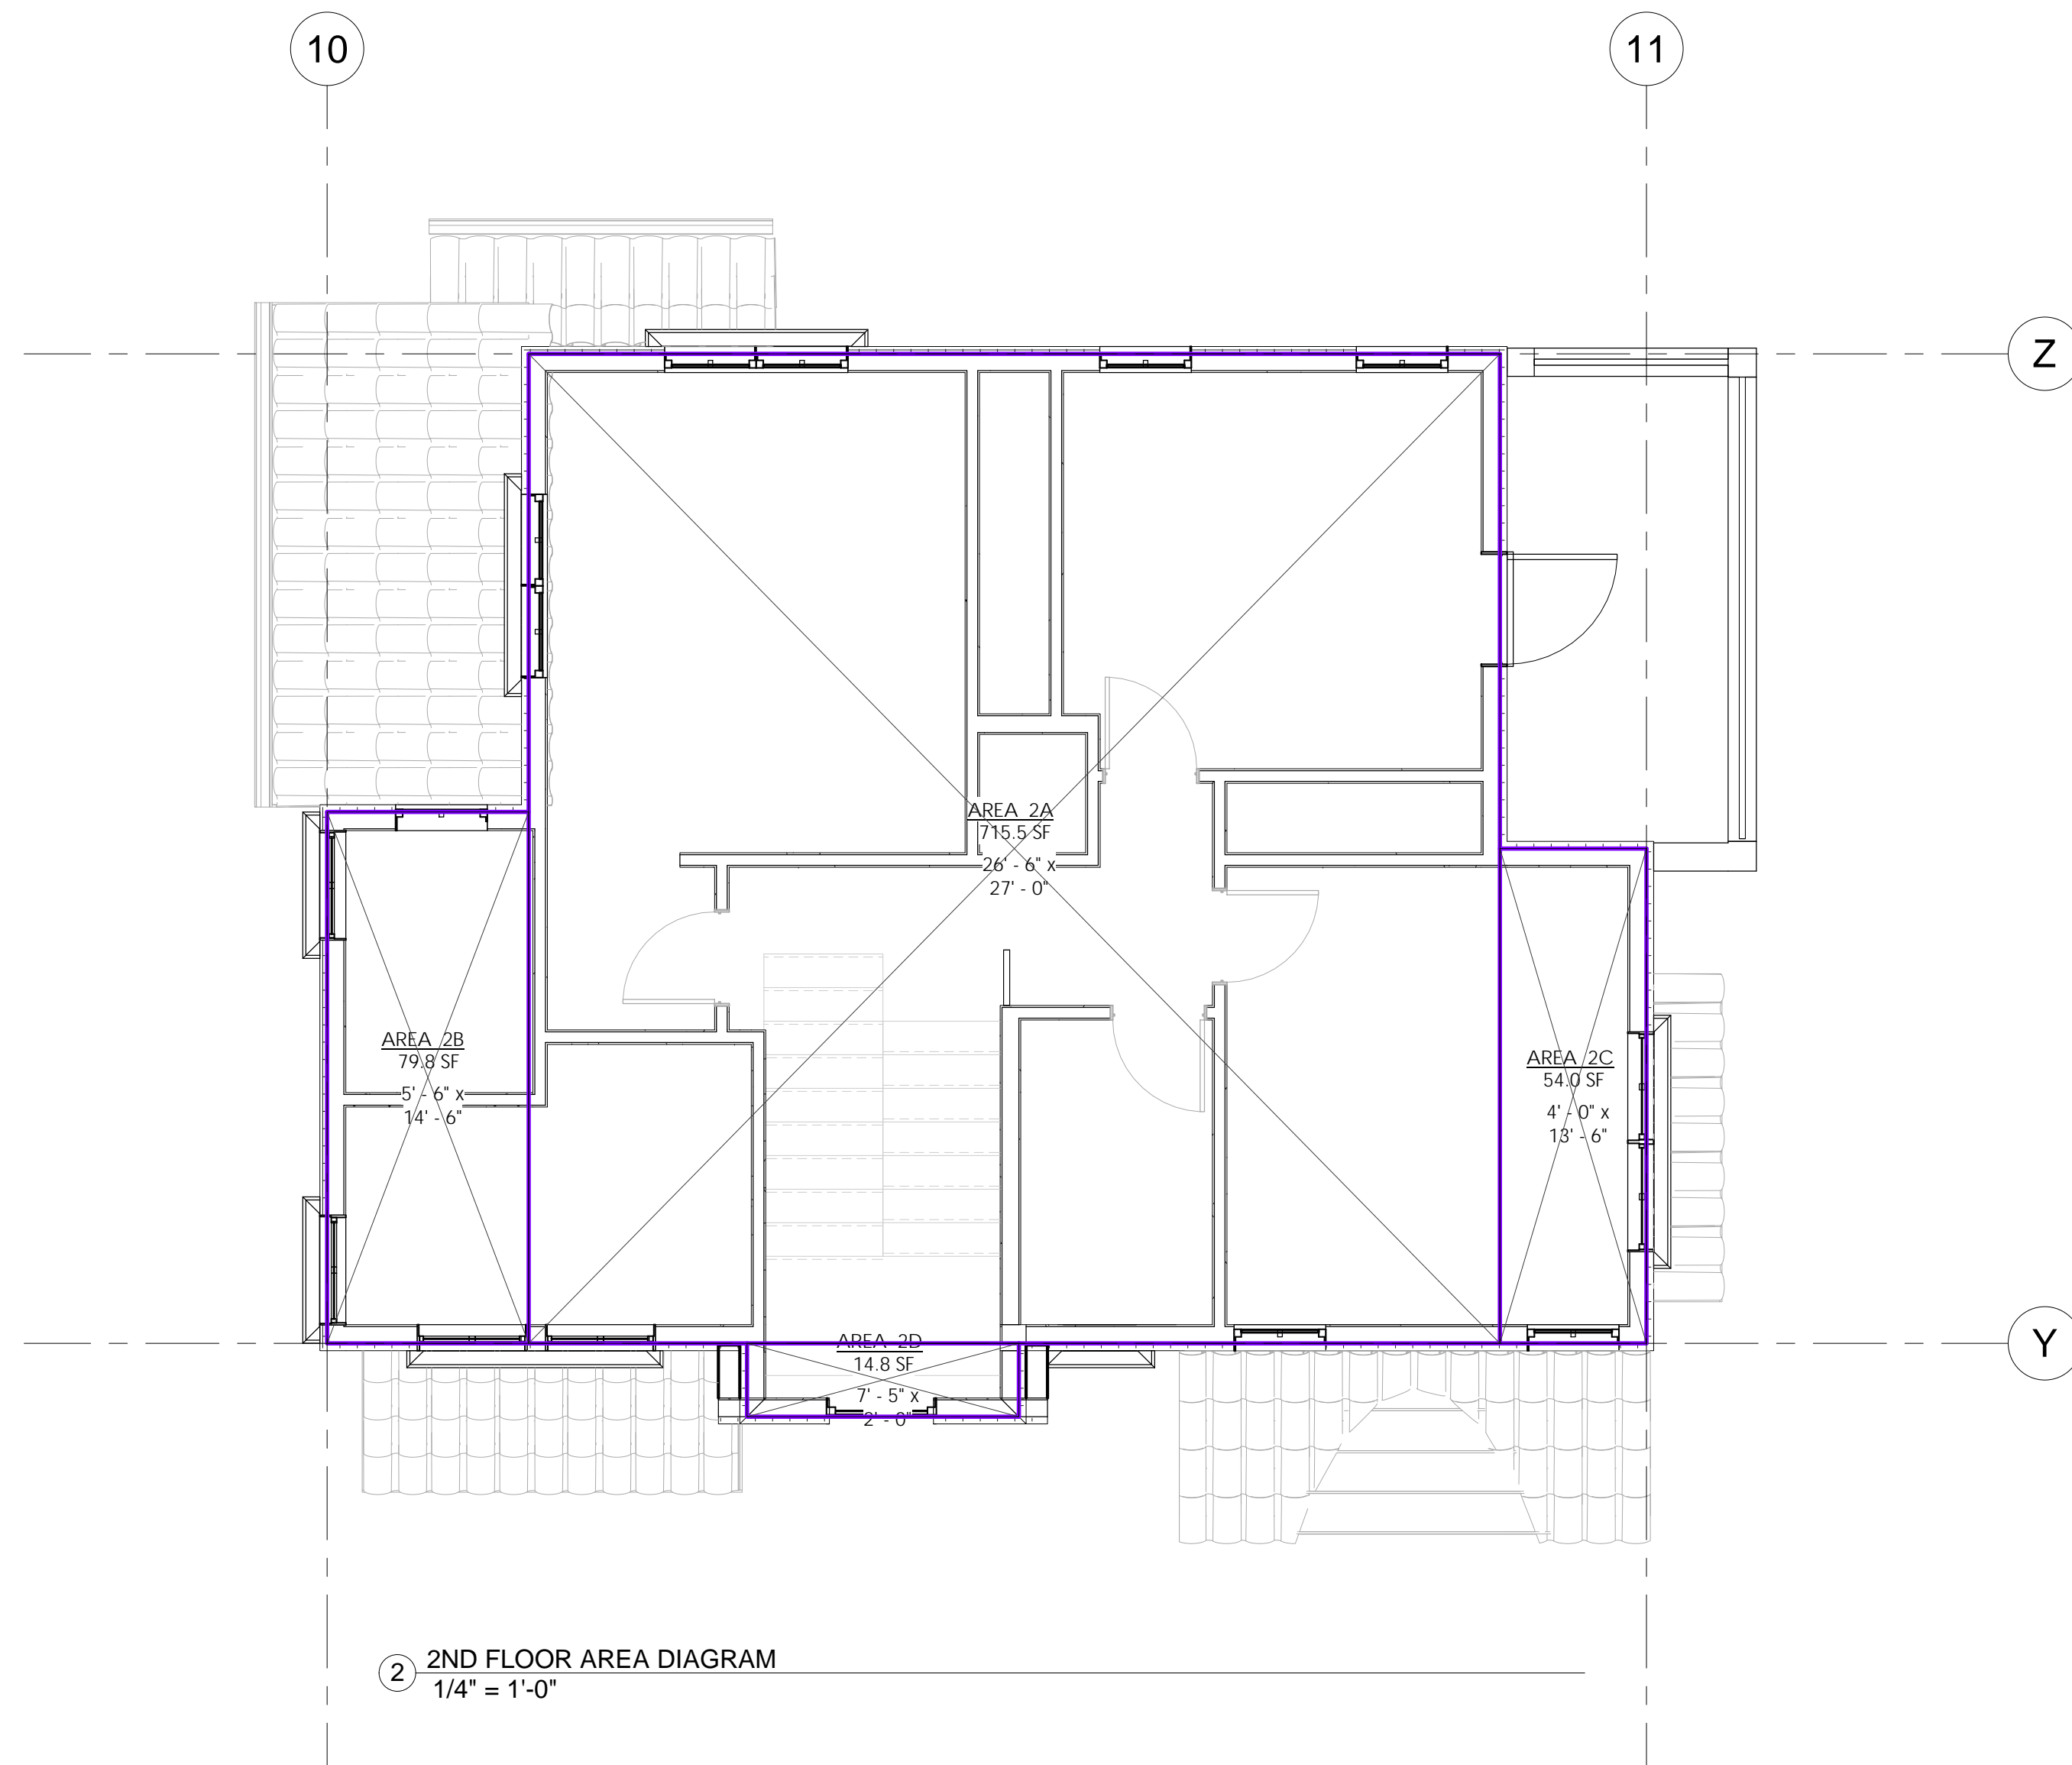 10
11
Z
AREA 2A
715.5 SF
26' - 6" x
27' - 0"
AREA 2B
79.8 SF
5' - 6" x
14' - 6"
AREA 2C
54.0 SF
4' - 0" x
13' - 6"
Y
AREA 2D
14.8 SF
7' - 5" x
2' - 0"
2
2ND FLOOR AREA DIAGRAM
1/4" = 1'-0"